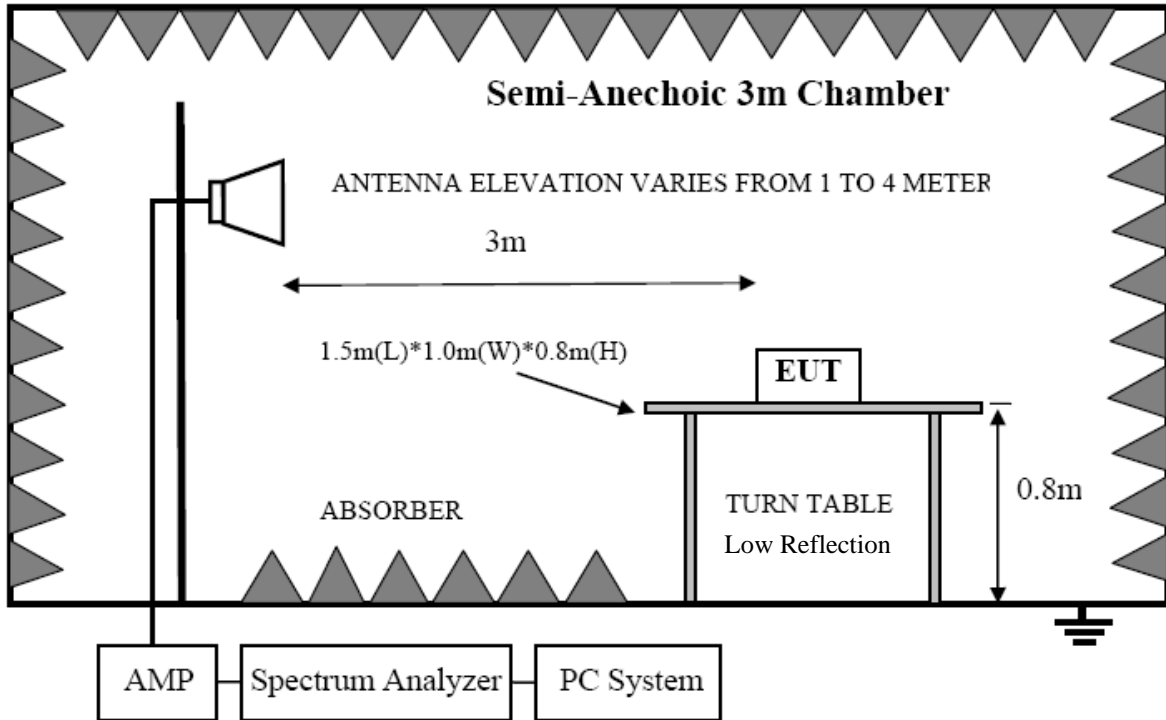 Semi-Anechoic 3m Chamber
ANTENNA ELEVATION VARIES FROM 1 TO 4 METER
3m
1.5m(L)*1.0m(W)*0.8m(H)
EUT
0.8m
ABSORBER
TURN TABLE
Low Reflection
AMP
Spectrum Analyzer
PC System